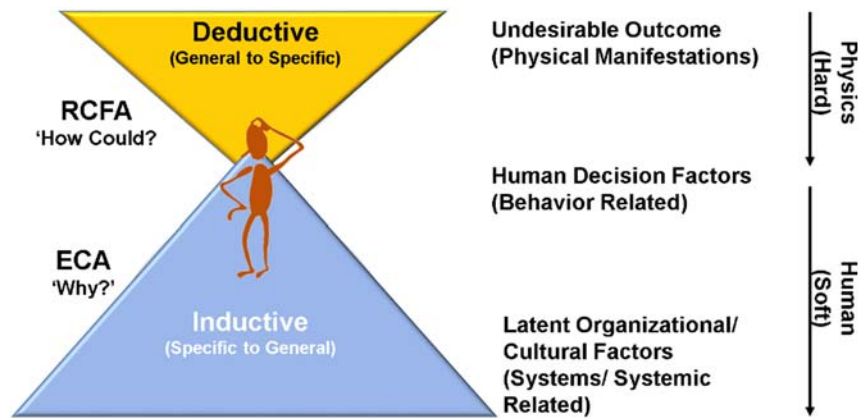 Deductive
(General to Specific)
RCFA
‘How Could?
ECA
‘Why?’
Inductive
(Specific to General)
Undesirable Outcome
(Physical Manifestations)
Human Decision Factors
(Behavior Related)
Latent Organizational/
Cultural Factors
(Systems/ Systemic
Related)
Physics
(Hard)
Human
(Soft)